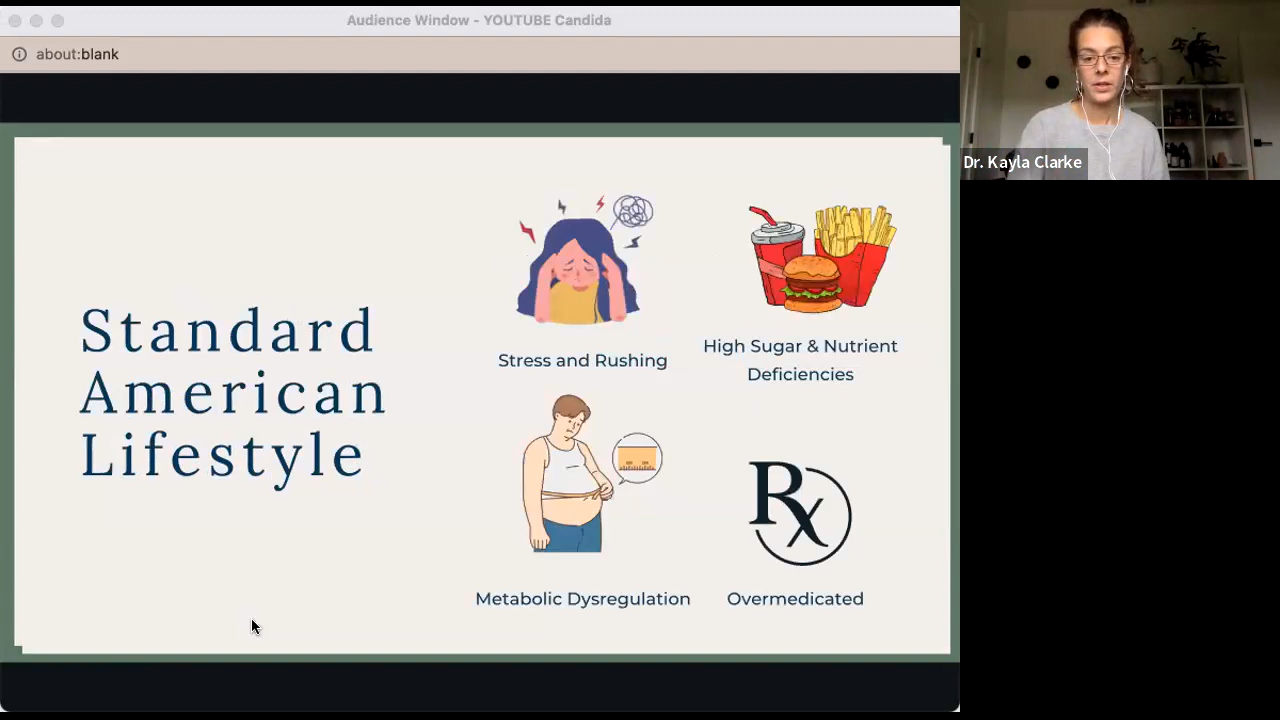 Audience Window - YOUTUBE Candida
about:blank
Dr. Kayla Clarke
Standard
American
Lifestyle
Stress and Rushing
High Sugar & Nutrient
Deficiencies
Metabolic Dysregulation
Rx
Overmedicated